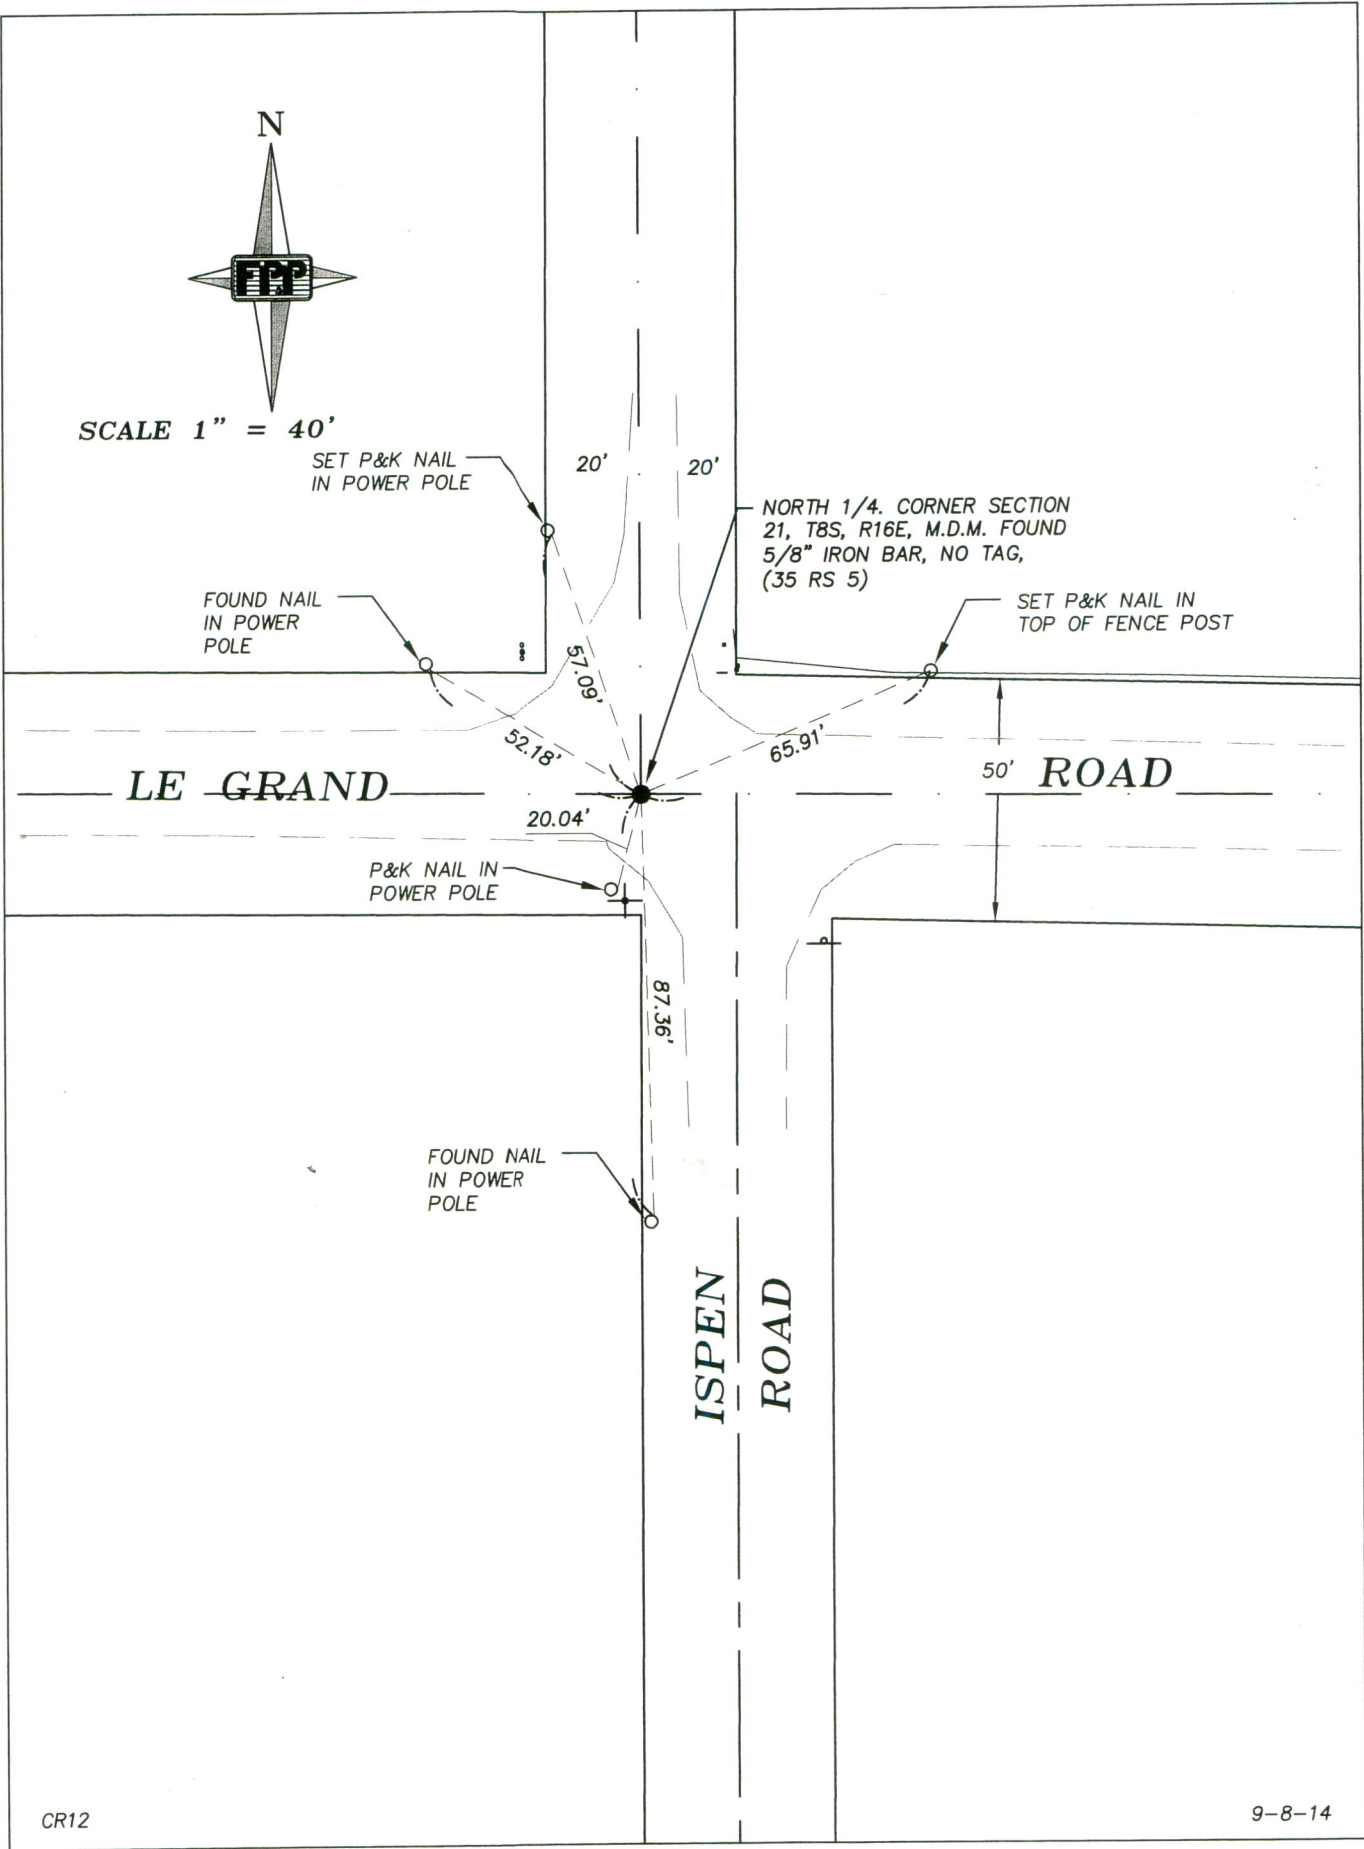 N
FP&P
SCALE 1" = 40'
SET P&K NAIL
IN POWER POLE
20'
20'
NORTH 1/4. CORNER SECTION
21, T8S, R16E, M.D.M. FOUND
5/8" IRON BAR, NO TAG,
(35 RS 5)
FOUND NAIL
IN POWER
POLE
SET P&K NAIL IN
TOP OF FENCE POST
57.09'
52.18'
65.91'
LE GRAND
50'
ROAD
20.04'
P&K NAIL IN
POWER POLE
87.36'
FOUND NAIL
IN POWER
POLE
ISPEN
ROAD
CR12
9-8-14